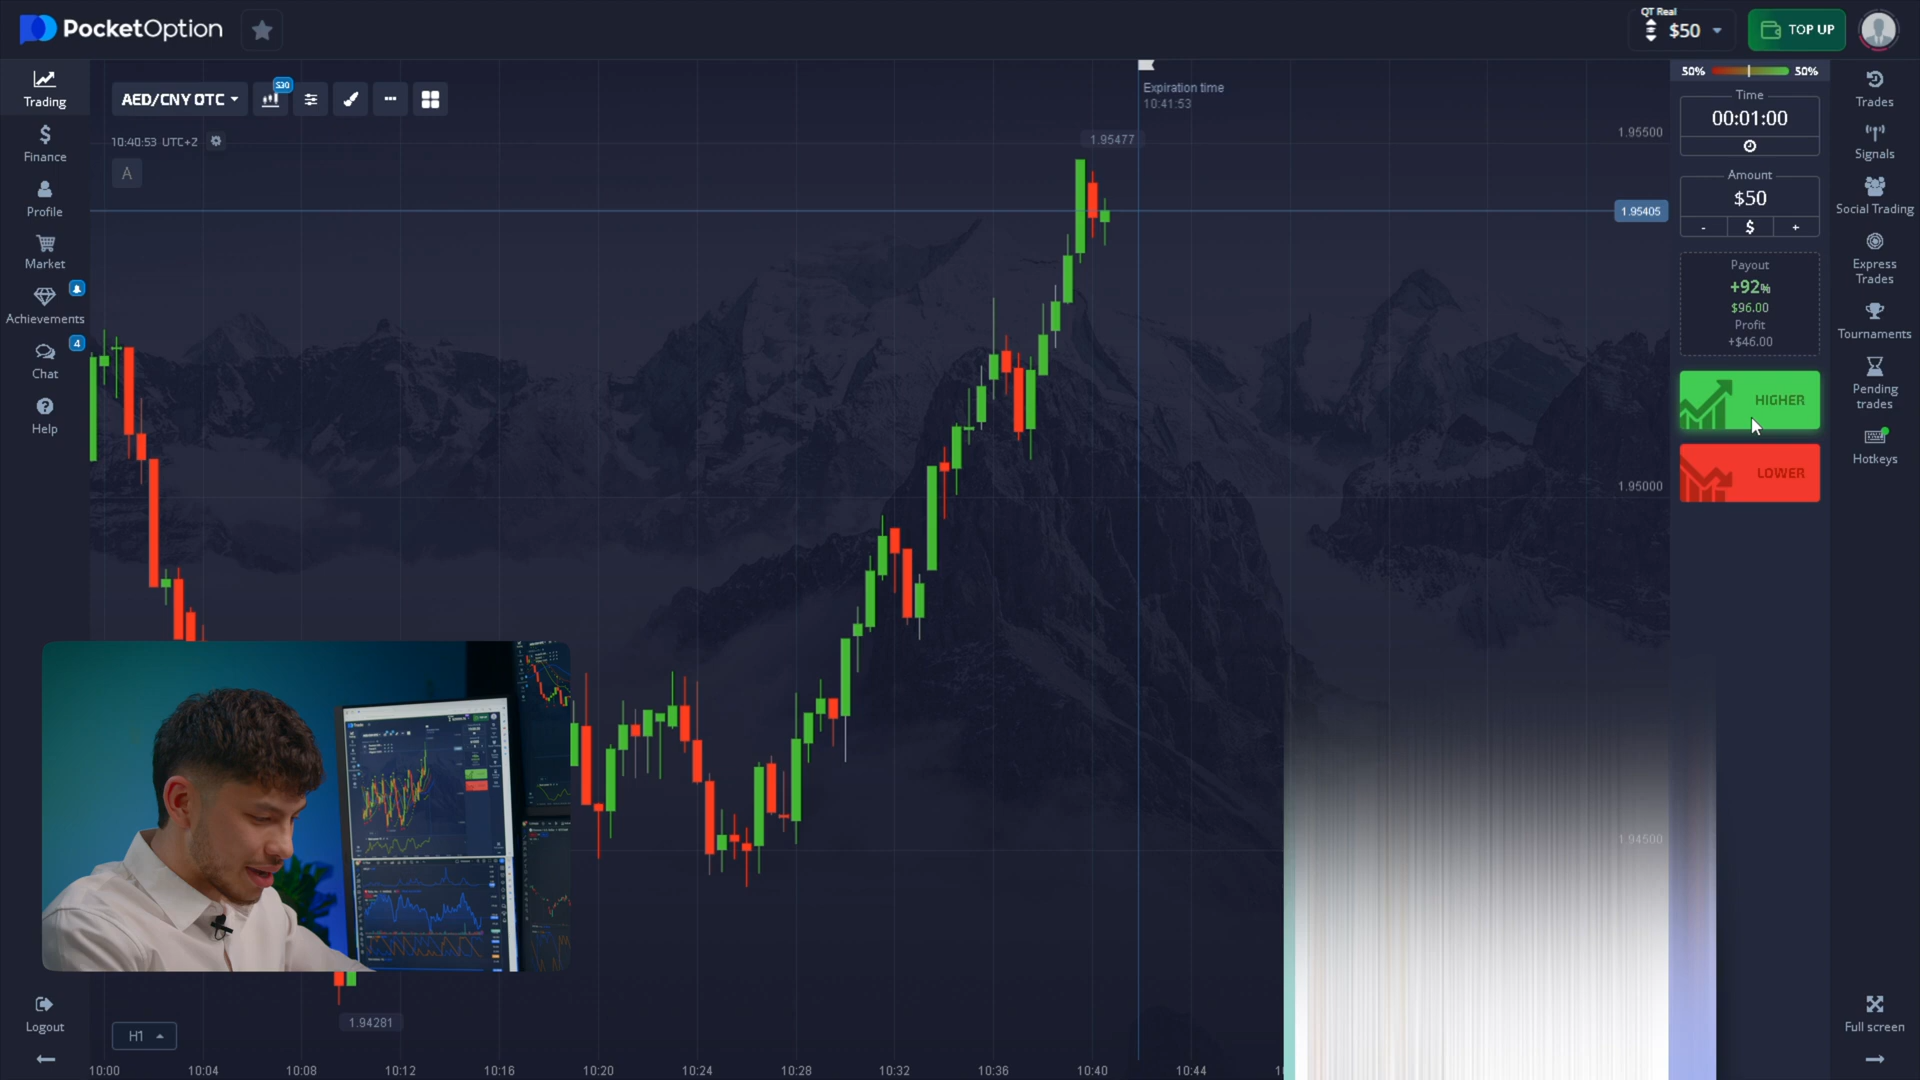 PocketOption
QT Real
$50
TOP UP
Trading
Finance
Profile
Market
Achievements
4
Chat
Help
Logout
AED/CNY OTC
S30
10:40:53 UTC+2
A
Expiration time
10:41:53
1.95477
1.95500
1.95405
1.95000
1.94500
1.94281
H1
10:00
10:04
10:08
10:12
10:16
10:20
10:24
10:28
10:32
10:36
10:40
10:44
50%
50%
Time
00:01:00
Amount
$50
-
$
+
Payout
+92%
$96.00
Profit
+$46.00
HIGHER
LOWER
Trades
Signals
Social Trading
Express
Trades
Tournaments
Pending
trades
Hotkeys
Full screen